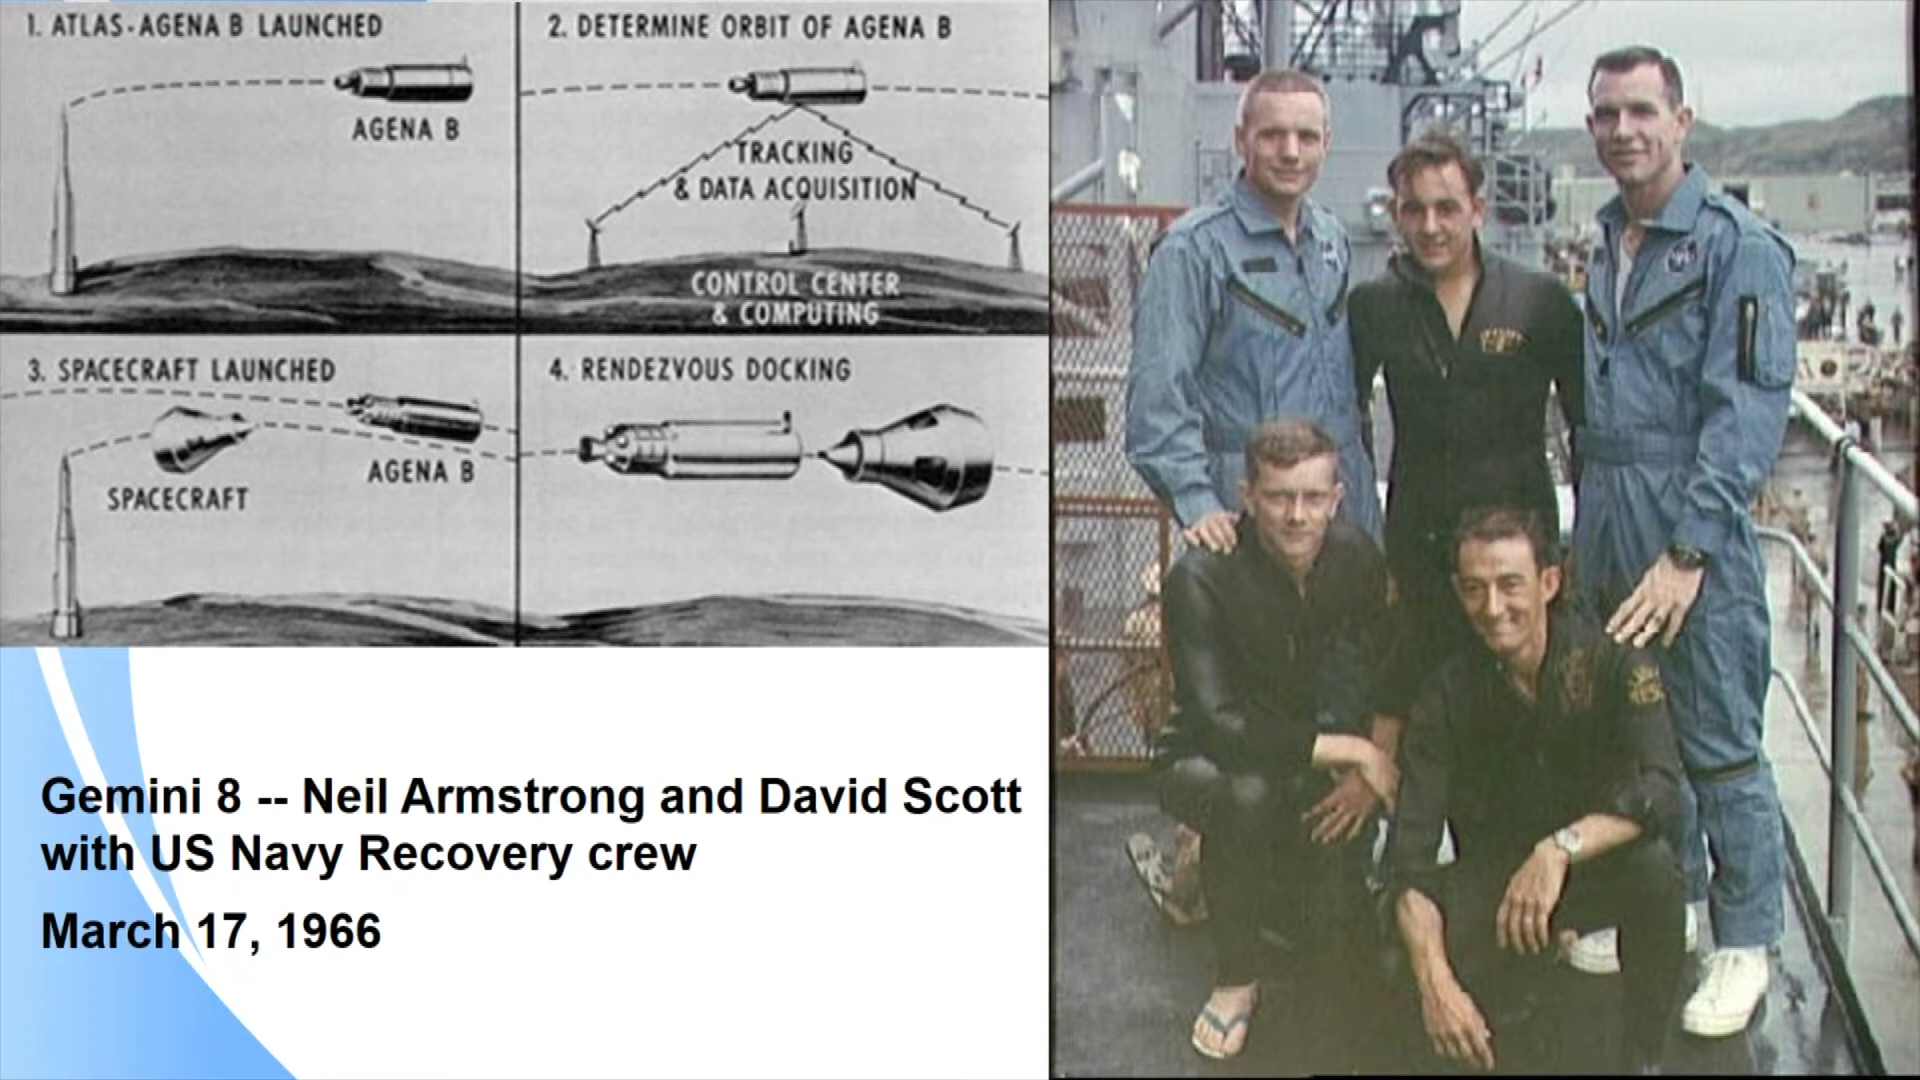 1. ATLAS-AGENA B LAUNCHED
AGENA B
2. DETERMINE ORBIT OF AGENA B
TRACKING
& DATA ACQUISITION
CONTROL CENTER
& COMPUTING
3. SPACECRAFT LAUNCHED
SPACECRAFT
AGENA B
4. RENDEZVOUS DOCKING
Gemini 8 -- Neil Armstrong and David Scott
with US Navy Recovery crew
March 17, 1966